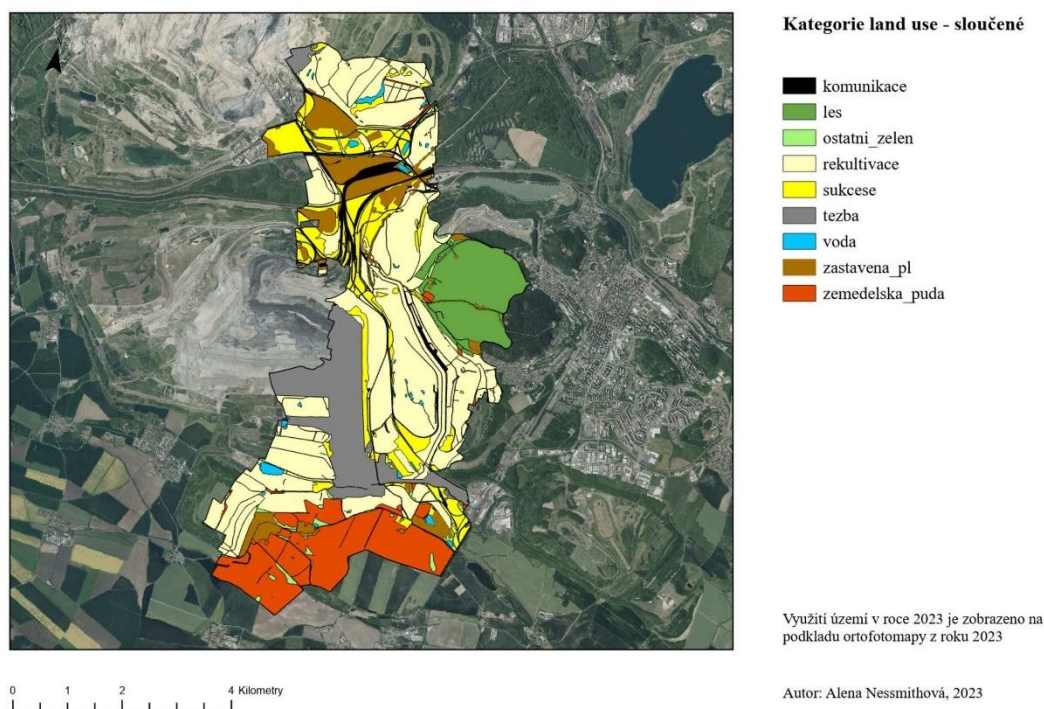 Kategorie land use - sloučené
komunikace
les
ostatni_zelen
rekultivace
sukcese
tezba
voda
zastavena_pl
zemedelska_puda
Využití území v roce 2023 je zobrazeno na
podkladu ortofotomapy z roku 2023
Autor: Alena Nessmithová, 2023
0 1 2 4 Kilometry